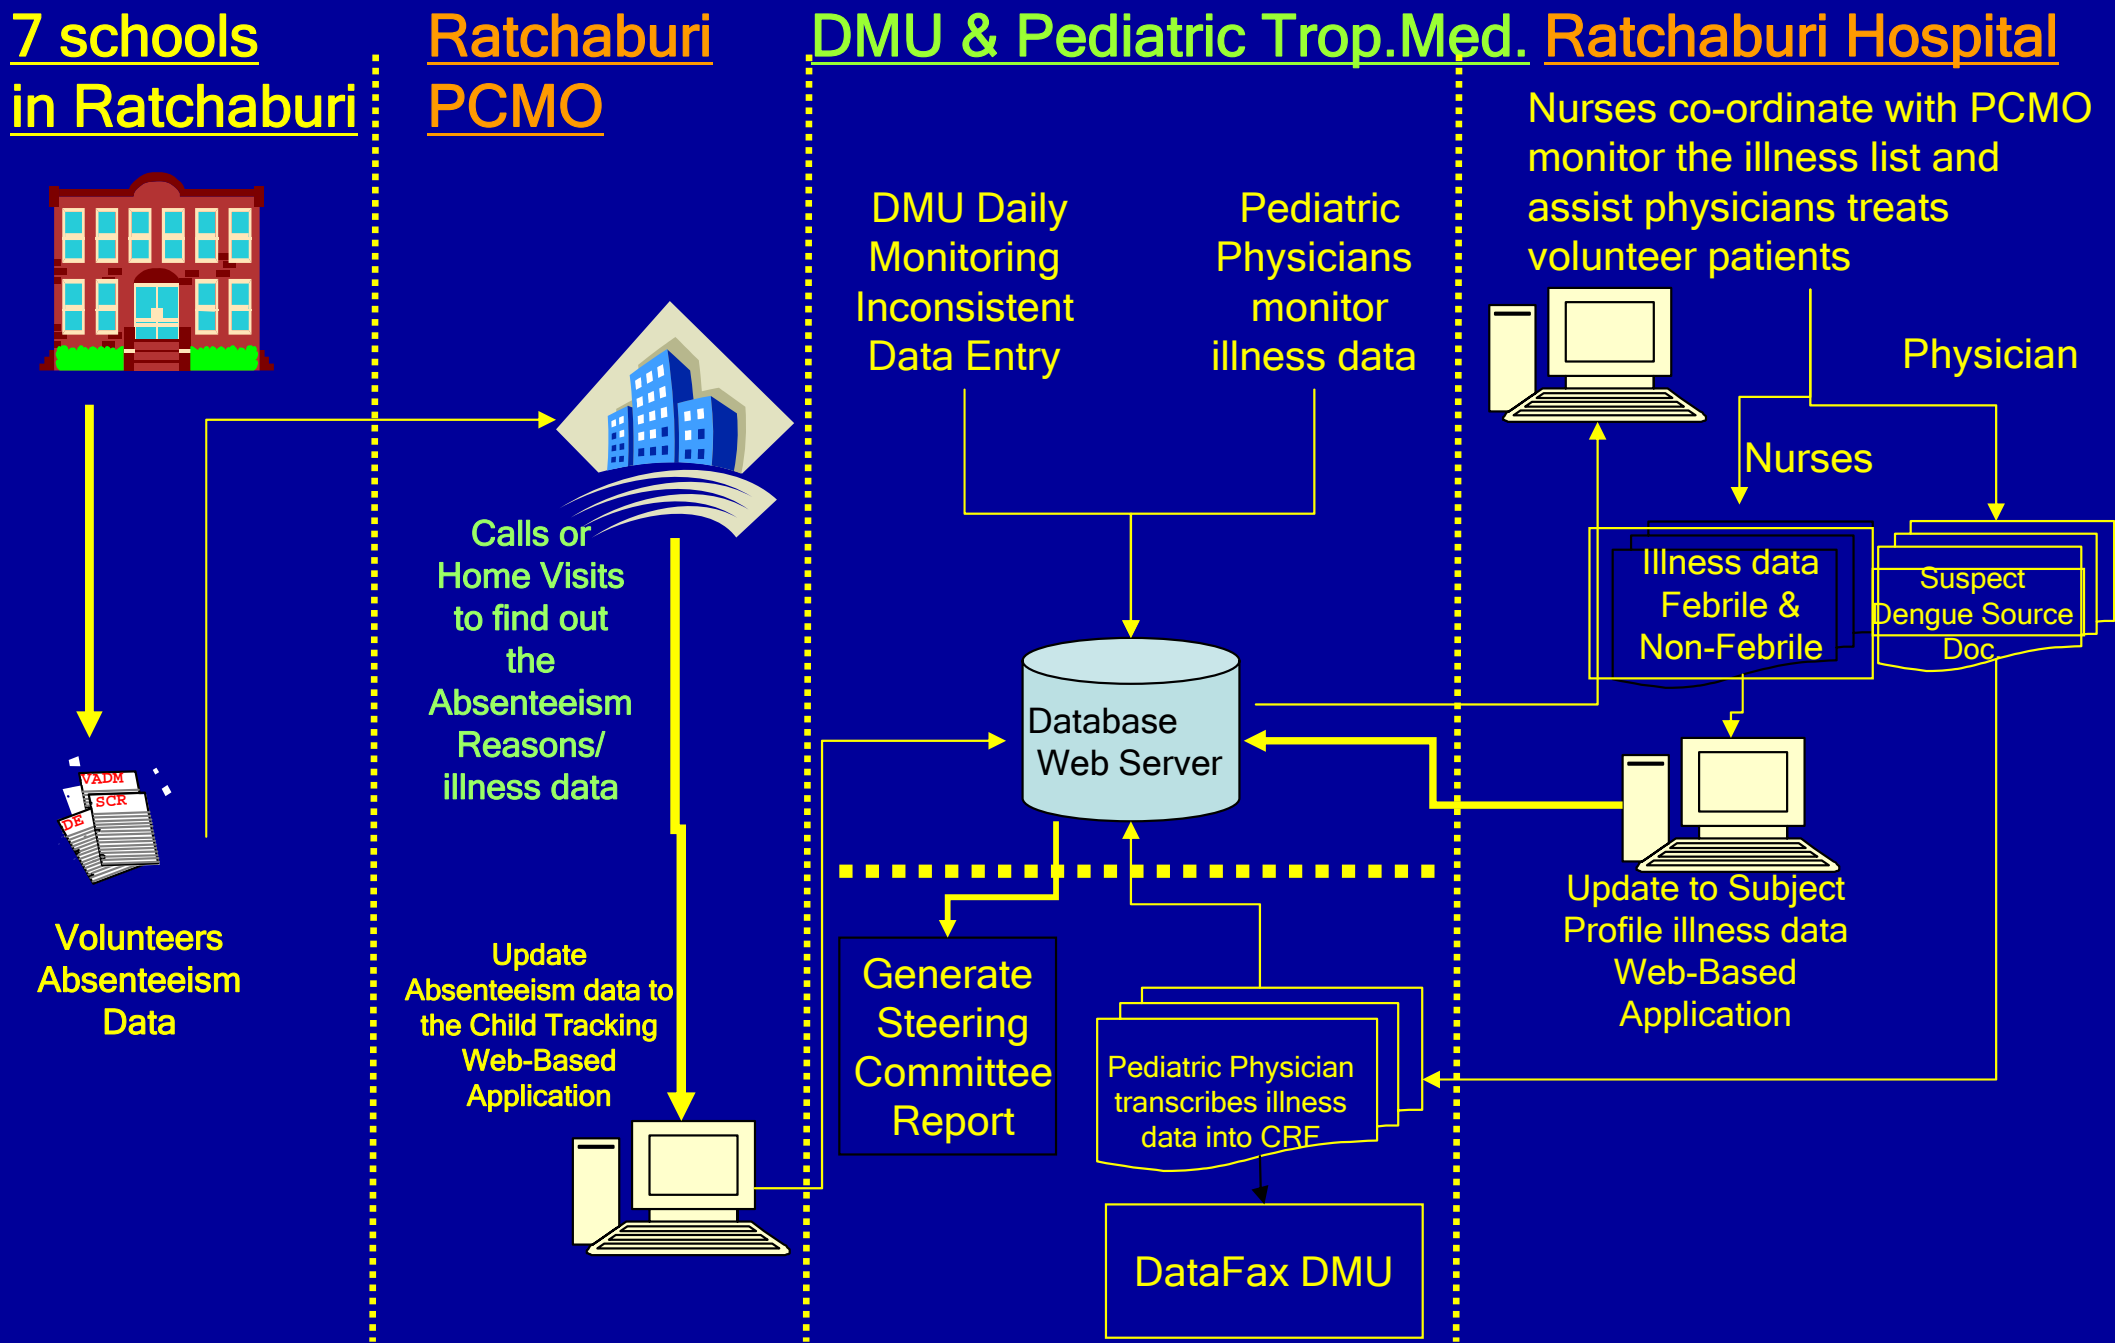 7 schools
in Ratchaburi
VADM
SCR
DE
Volunteers
Absenteeism
Data
Ratchaburi
PCMO
Calls or
Home Visits
to find out
the
Absenteeism
Reasons/
illness data
Update
Absenteeism data to
the Child Tracking
Web-Based
Application
DMU & Pediatric Trop.Med.
DMU Daily
Monitoring
Inconsistent
Data Entry
Pediatric
Physicians
monitor
illness data
Database
Web Server
Generate
Steering
Committee
Report
Pediatric Physician
transcribes illness
data into CRF
DataFax DMU
Ratchaburi Hospital
Nurses co-ordinate with PCMO
monitor the illness list and
assist physicians treats
volunteer patients
Physician
Nurses
Illness data
Febrile &
Non-Febrile
Suspect
Dengue Source
Doc.
Update to Subject
Profile illness data
Web-Based
Application